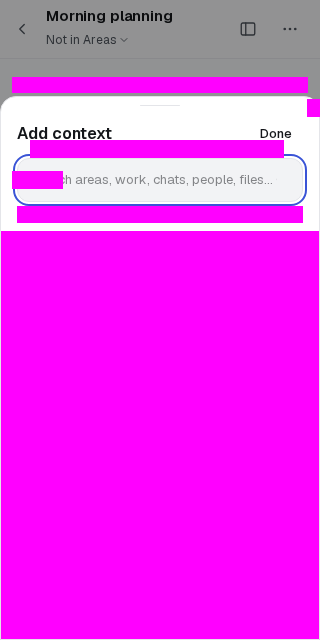 Morning planning
Not in Areas
Add context
Done
areas, work, chats, people, files...